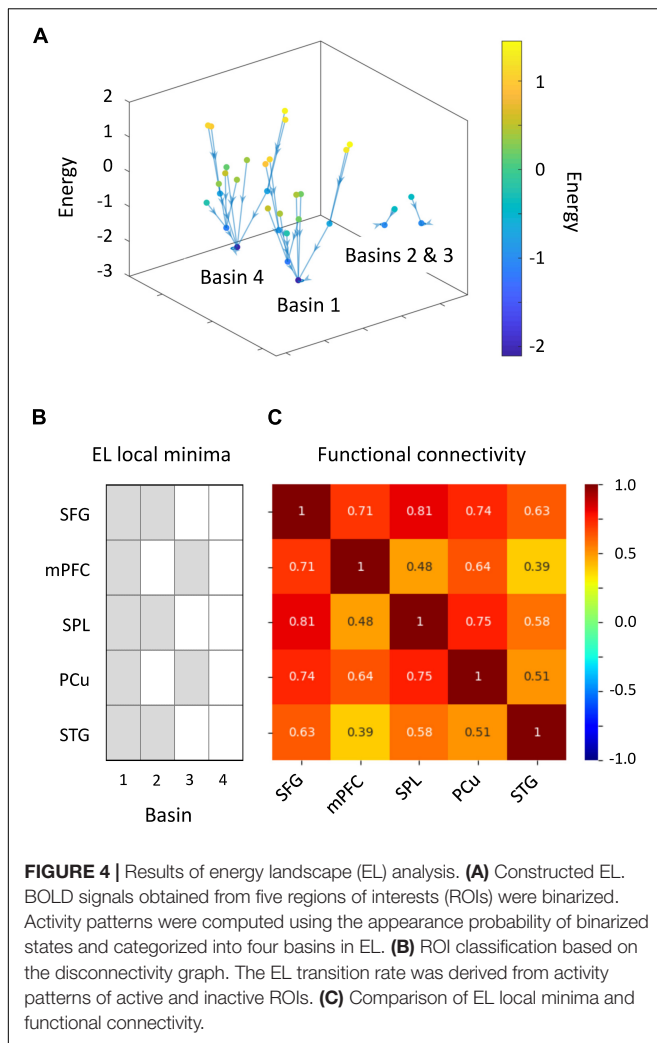 A
2
1
0
-1
-2
-3
Energy
Basin 4
Basin 1
Basins 2 & 3
1
0
-1
-2
Energy
B
EL local minima
SFG
mPFC
SPL
PCu
STG
1 2 3 4
Basin
C
Functional connectivity
1 0.71 0.81 0.74 0.63
0.71 1 0.48 0.64 0.39
0.81 0.48 1 0.75 0.58
0.74 0.64 0.75 1 0.51
0.63 0.39 0.58 0.51 1
SFG mPFC SPL PCu STG
1.0
0.5
0.0
-0.5
-1.0
FIGURE 4 | Results of energy landscape (EL) analysis. (A) Constructed EL.
BOLD signals obtained from five regions of interests (ROIs) were binarized.
Activity patterns were computed using the appearance probability of binarized
states and categorized into four basins in EL. (B) ROI classification based on
the disconnectivity graph. The EL transition rate was derived from activity
patterns of active and inactive ROIs. (C) Comparison of EL local minima and
functional connectivity.